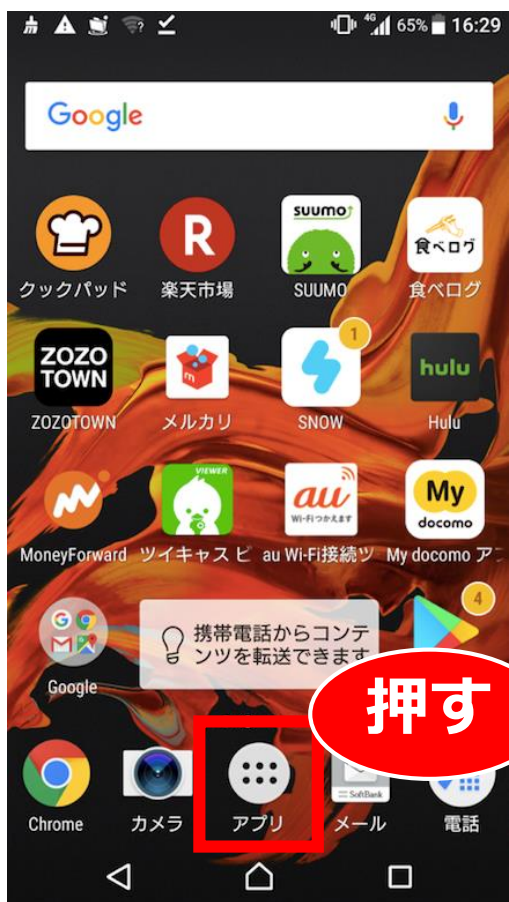 4G 65% 16:29
Google
SUUMO
食べログ
クックパッド 楽天市場 SUUMO 食べログ
ZOZO
TOWN
m
1
hulu
ZOZOTOWN メルカリ SNOW Hulu
VIEWER
au
Wi-Fiつかえます
My
docomo
MoneyForward ツイキャス ビ au Wi-Fi接続ツ My docomo ア
4
携帯電話からコンテ
ンツを転送できます
Google
押す
SoftBank
Chrome カメラ アプリ メール 電話